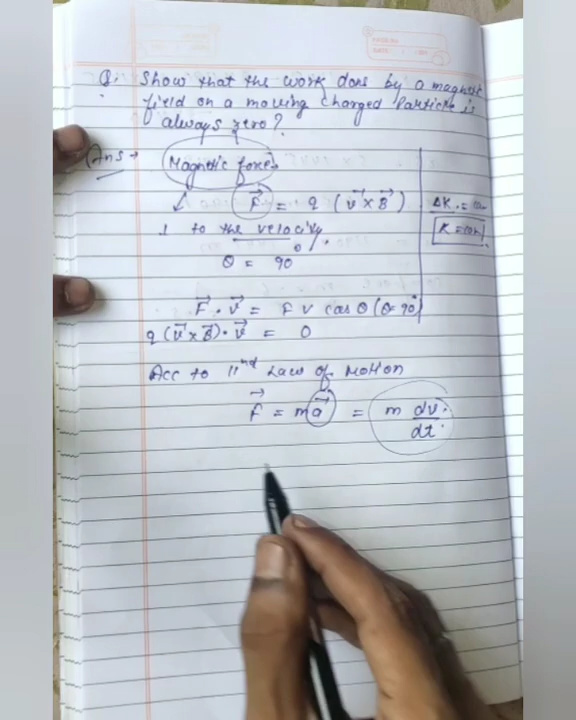 Q. Show that the work done by a magnetic
field on a moving charged particle is
always zero?
Ans → Magnetic force
F⃗ = q (v⃗ × B⃗)
⊥ to the velocity
θ = 90°
ΔK = 
K = 
F⃗ · v⃗ = F v cos θ (θ = 90°)
q (v⃗ × B⃗) · v⃗ = 0
Acc to IInd Law of Motion
F⃗ = m a⃗ = m dv/dt